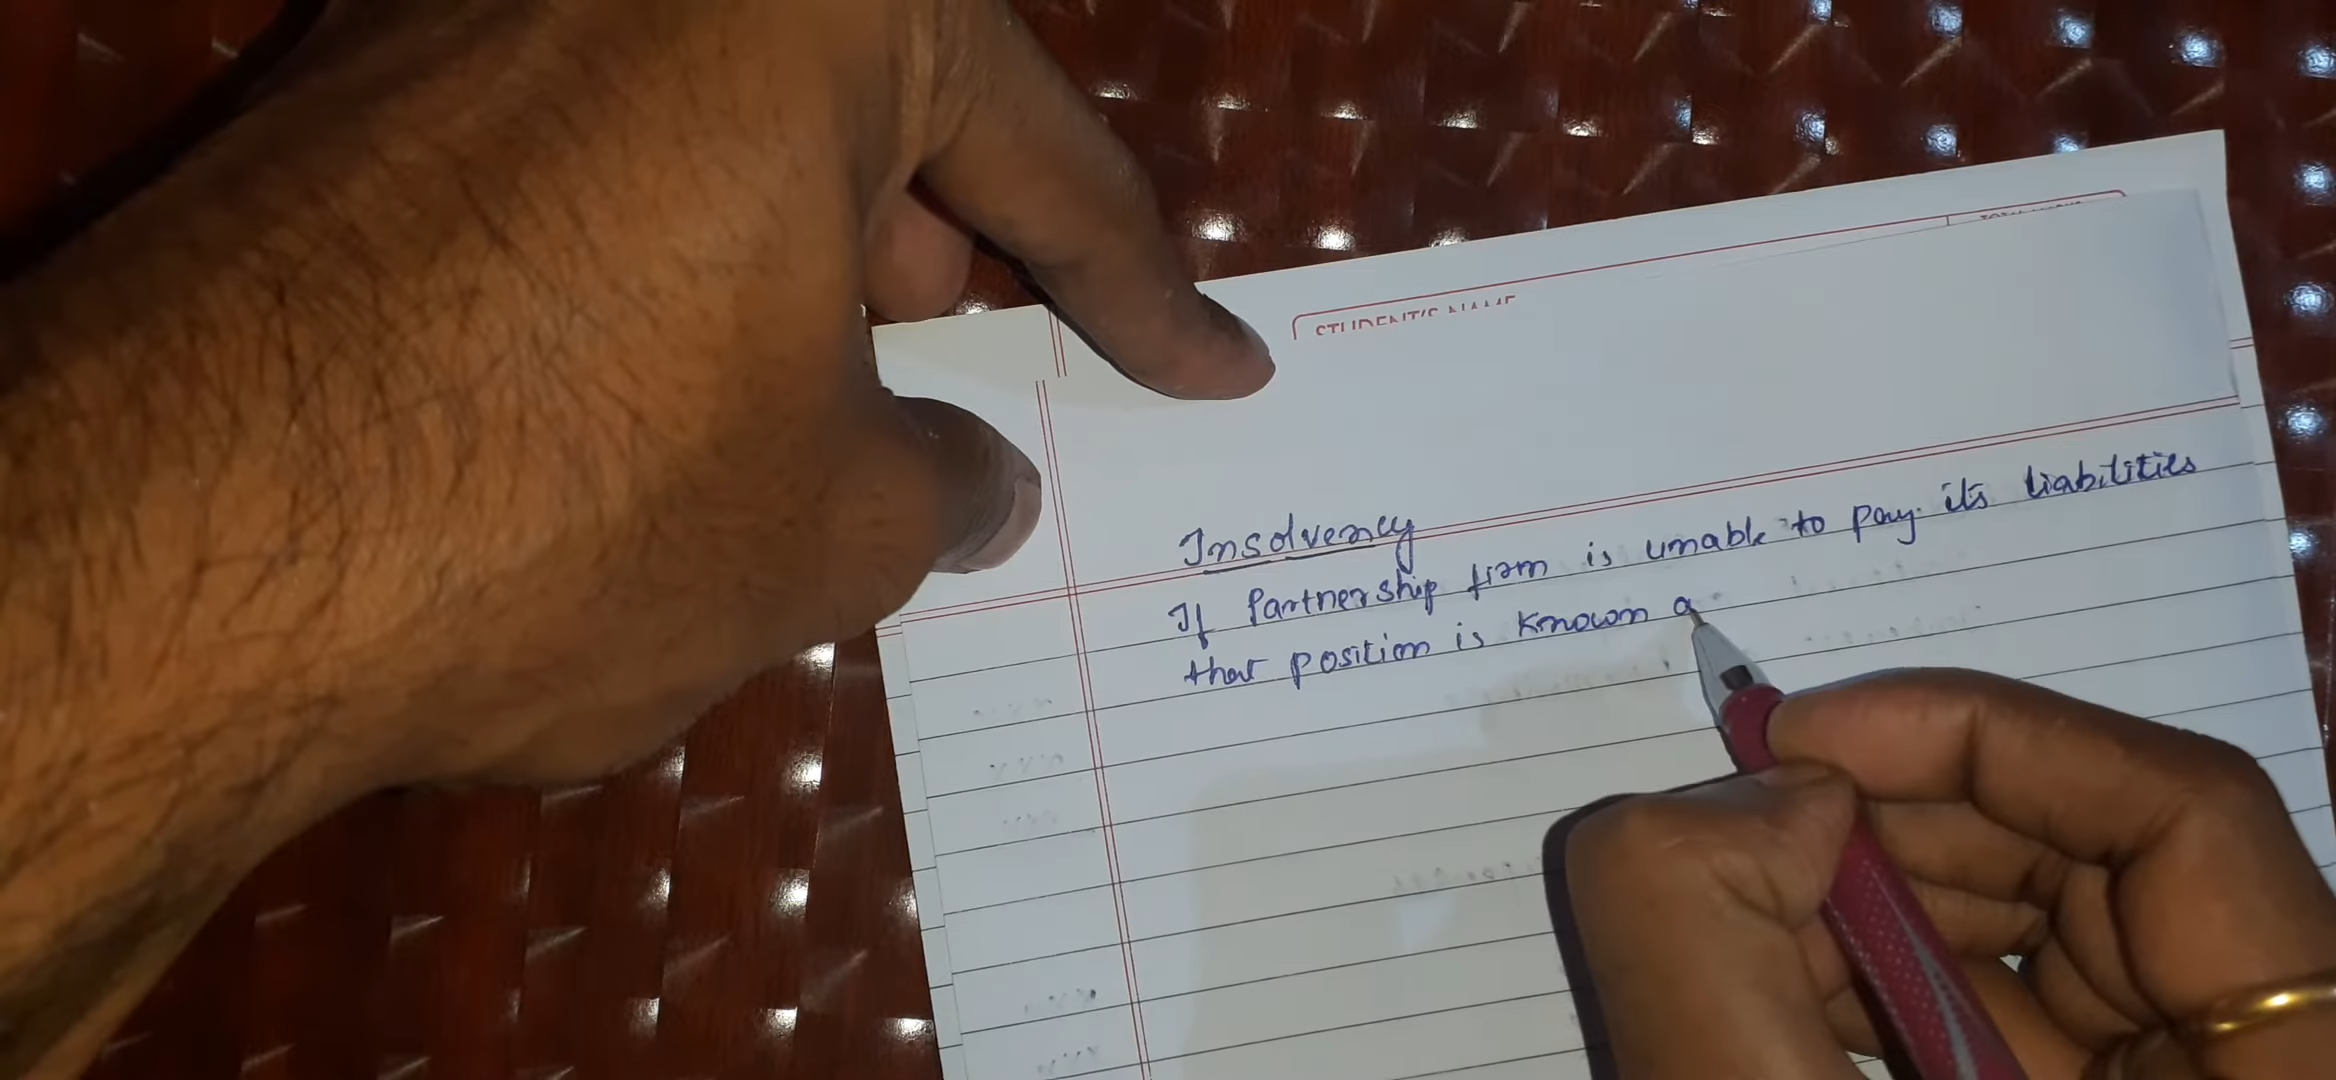 STUDENT'S NAME
Insolvency
If Partnership firm is unable to pay its liabilities
that position is known a